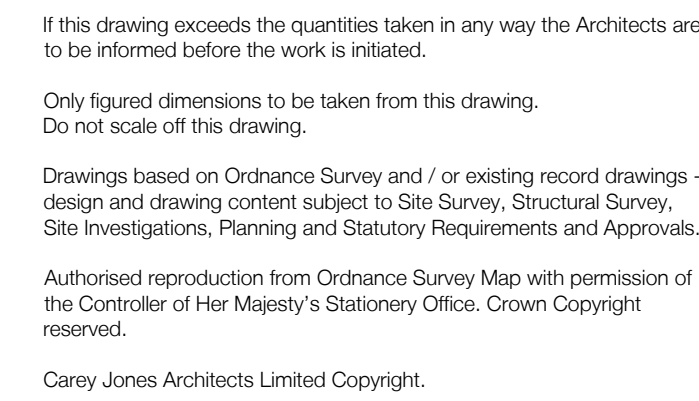 If this drawing exceeds the quantities taken in any way the Architects are
to be informed before the work is initiated.
Only figured dimensions to be taken from this drawing.
Do not scale off this drawing.
Drawings based on Ordnance Survey and / or existing record drawings -
design and drawing content subject to Site Survey, Structural Survey,
Site Investigations, Planning and Statutory Requirements and Approvals.
Authorised reproduction from Ordnance Survey Map with permission of
the Controller of Her Majesty's Stationery Office. Crown Copyright
reserved.
Carey Jones Architects Limited Copyright.